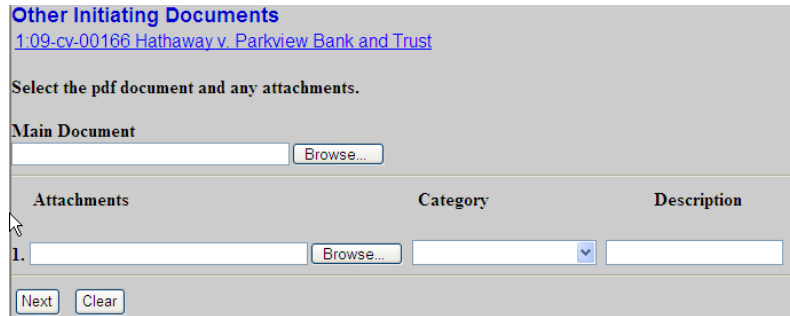 Other Initiating Documents
1:09-cv-00166 Hathaway v. Parkview Bank and Trust
Select the pdf document and any attachments.
Main Document
Browse...
Attachments Category Description
1. Browse...
Next Clear